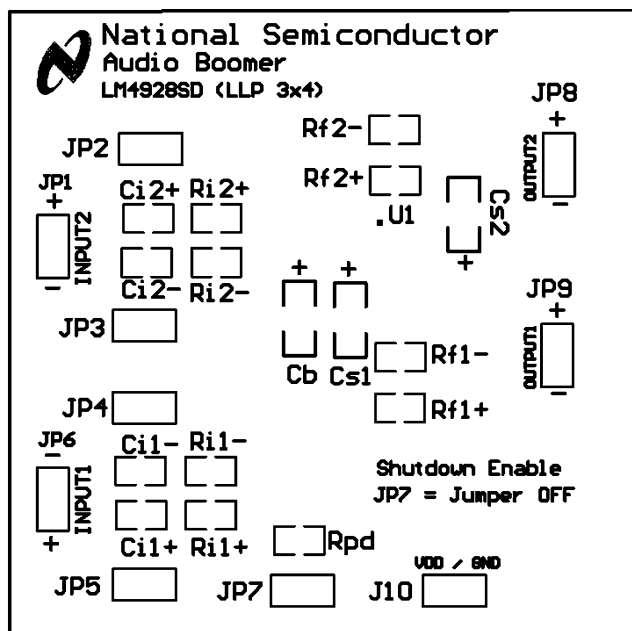 National Semiconductor
Audio Boomer
LM4928SD (LLP 3x4)
JP8
+
OUTPUT2
-
Rf2-
Rf2+
.U1
Cs2
+
JP2
JP1
+
INPUT2
-
Ci2+ Ri2+
Ci2- Ri2-
JP3
+ +
Cb Cs1
JP9
+
OUTPUT1
-
Rf1-
Rf1+
JP4
JP6
-
INPUT1
+
Ci1- Ri1-
Ci1+ Ri1+
Shutdown Enable
JP7 = Jumper OFF
Rpd
VDD / GND
JP5 JP7 J10